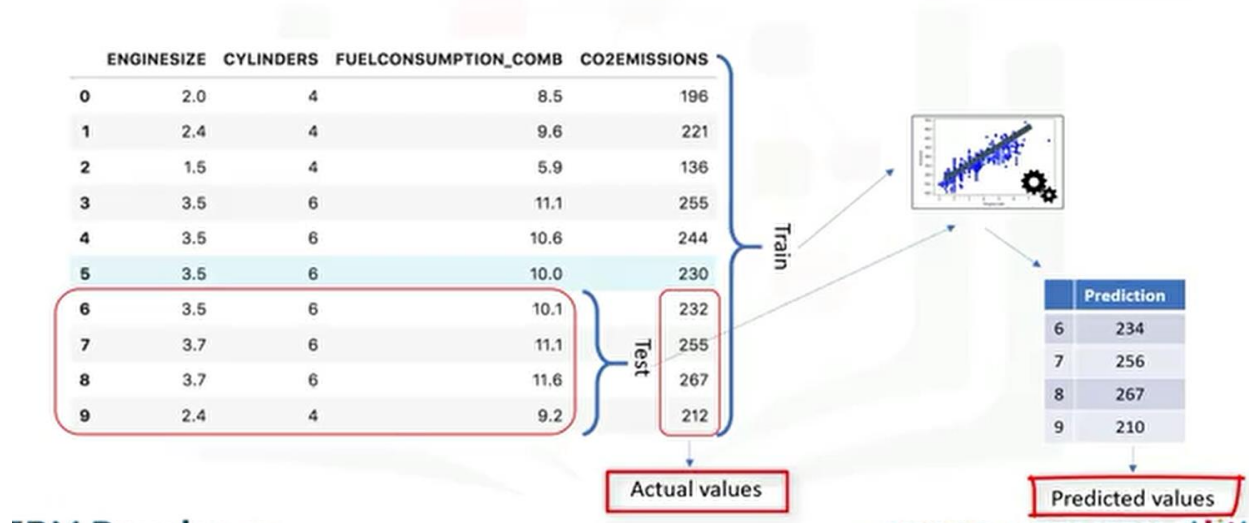 ENGINESIZE CYLINDERS FUELCONSUMPTION_COMB CO2EMISSIONS
0 2.0 4 8.5 196
1 2.4 4 9.6 221
2 1.5 4 5.9 136
3 3.5 6 11.1 255
4 3.5 6 10.6 244
5 3.5 6 10.0 230
6 3.5 6 10.1 232
7 3.7 6 11.1 255
8 3.7 6 11.6 267
9 2.4 4 9.2 212
Test
Train
Actual values
Prediction
6 234
7 256
8 267
9 210
Predicted values